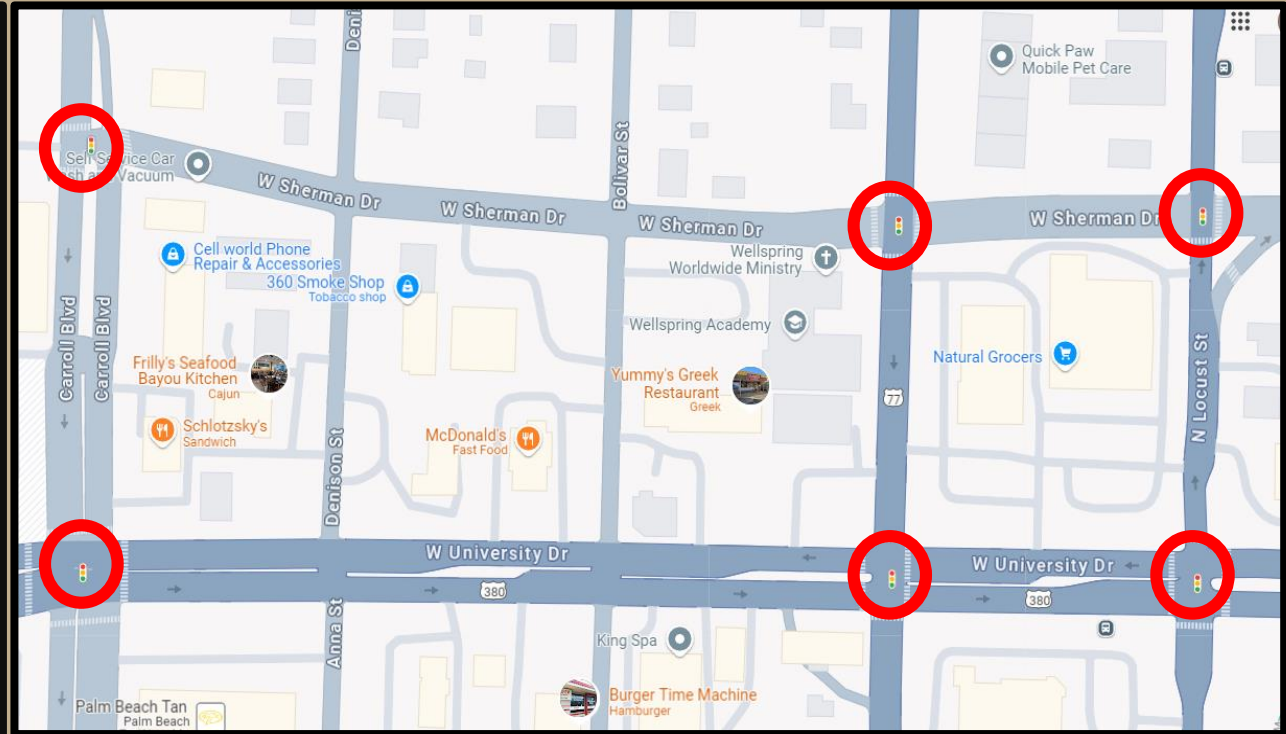 Deni
Deni
Quick Paw
Mobile Pet Care
Self Service Car
Wash and Vacuum
W Sherman Dr
W Sherman Dr
Bolivar St
W Sherman Dr
W Sherman Dr
Cell world Phone
Repair & Accessories
360 Smoke Shop
Tobacco shop
Wellspring
Worldwide Ministry
Carroll Blvd
Carroll Blvd
Wellspring Academy
Frilly's Seafood
Bayou Kitchen
Cajun
Yummy's Greek
Restaurant
Greek
Natural Grocers
77
N Locust St
Schlotzsky's
Sandwich
McDonald's
Fast Food
Denison St
W University Dr
W University Dr
380
380
Anna St
King Spa
Burger Time Machine
Hamburger
Palm Beach Tan
Palm Beach